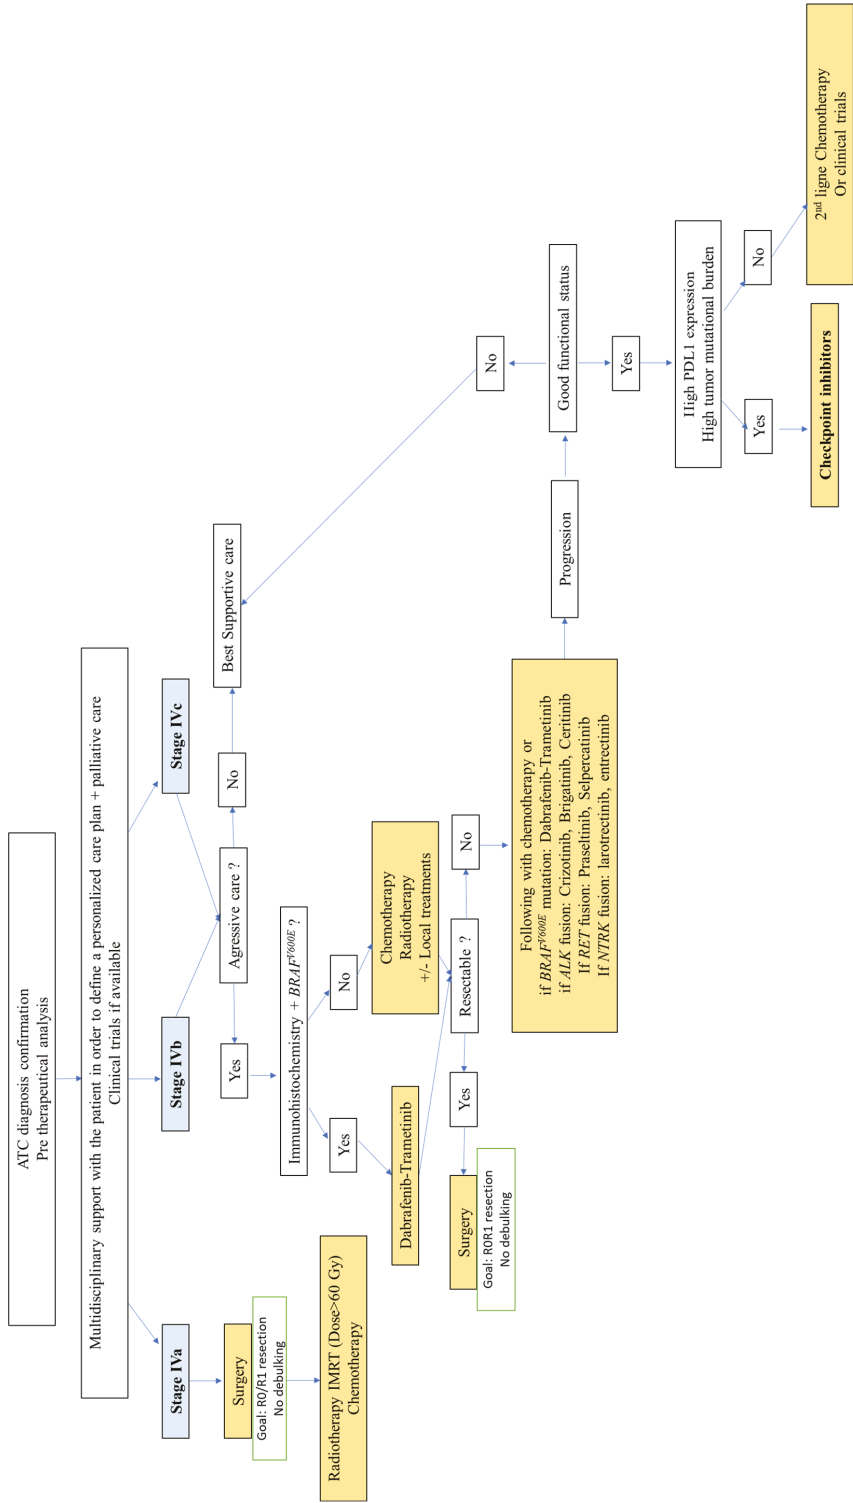 ATC diagnosis confirmation
Pre therapeutical analysis
Multidisciplinary support with the patient in order to define a personalized care plan + palliative care
Clinical trials if available
Stage IVa
Stage IVb
Stage IVc
Surgery
Goal: R0/R1 resection
No debulking
Radiotherapy IMRT (Dose>60 Gy)
Chemotherapy
Agressive care ?
Yes
No
Best Supportive care
Immunohistochemistry + BRAFV600E ?
Yes
No
Dabrafenib-Trametinib
Chemotherapy
Radiotherapy
+/- Local treatments
Resectable ?
Yes
No
Surgery
Goal: R0R1 resection
No debulking
Following with chemotherapy or
if BRAFV600E mutation: Dabrafenib-Trametinib
if ALK fusion: Crizotinib, Brigatinib, Ceritinib
If RET fusion: Praseltinib, Selpercatinib
If NTRK fusion: larotrectinib, entrectinib
Progression
Good functional status
No
Yes
High PDL1 expression
High tumor mutational burden
Yes
No
Checkpoint inhibitors
2nd ligne Chemotherapy
Or clinical trials